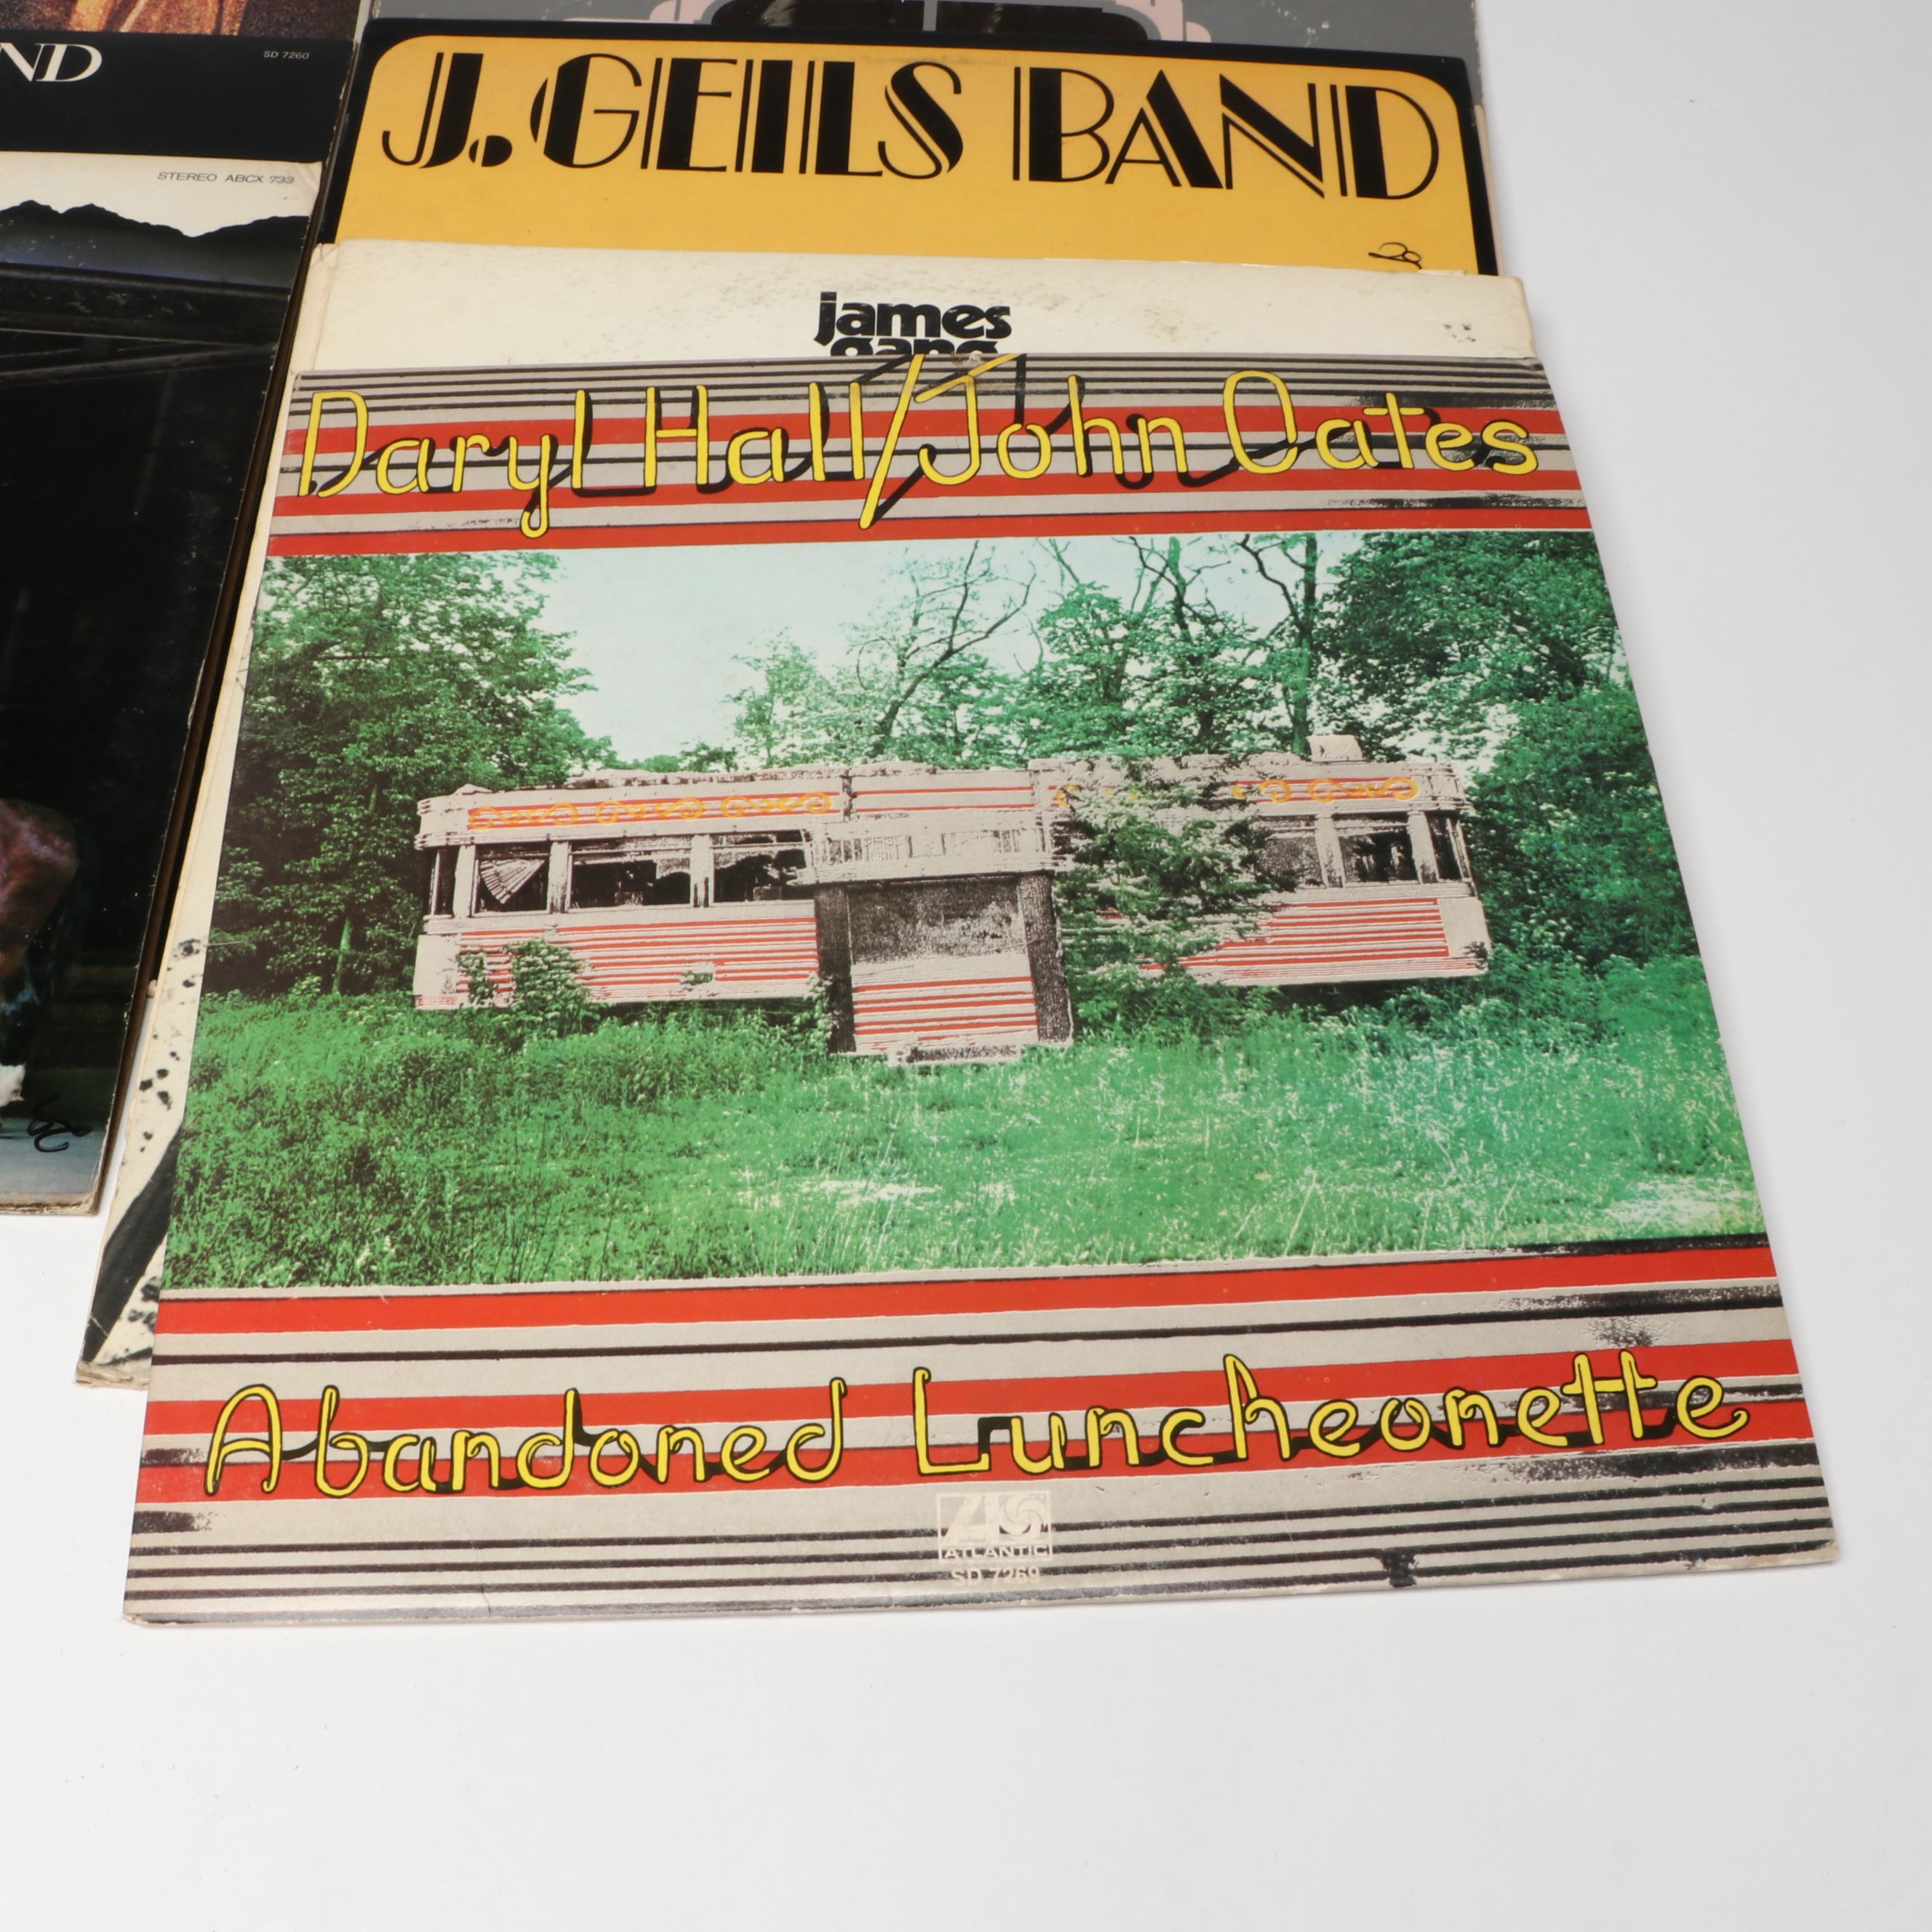 ND
SD 7260
STEREO ABCX 733
J. GEILS BAND
james
gang
Daryl Hall/John Oates
Abandoned Luncheonette
ATLANTIC
SD 7269